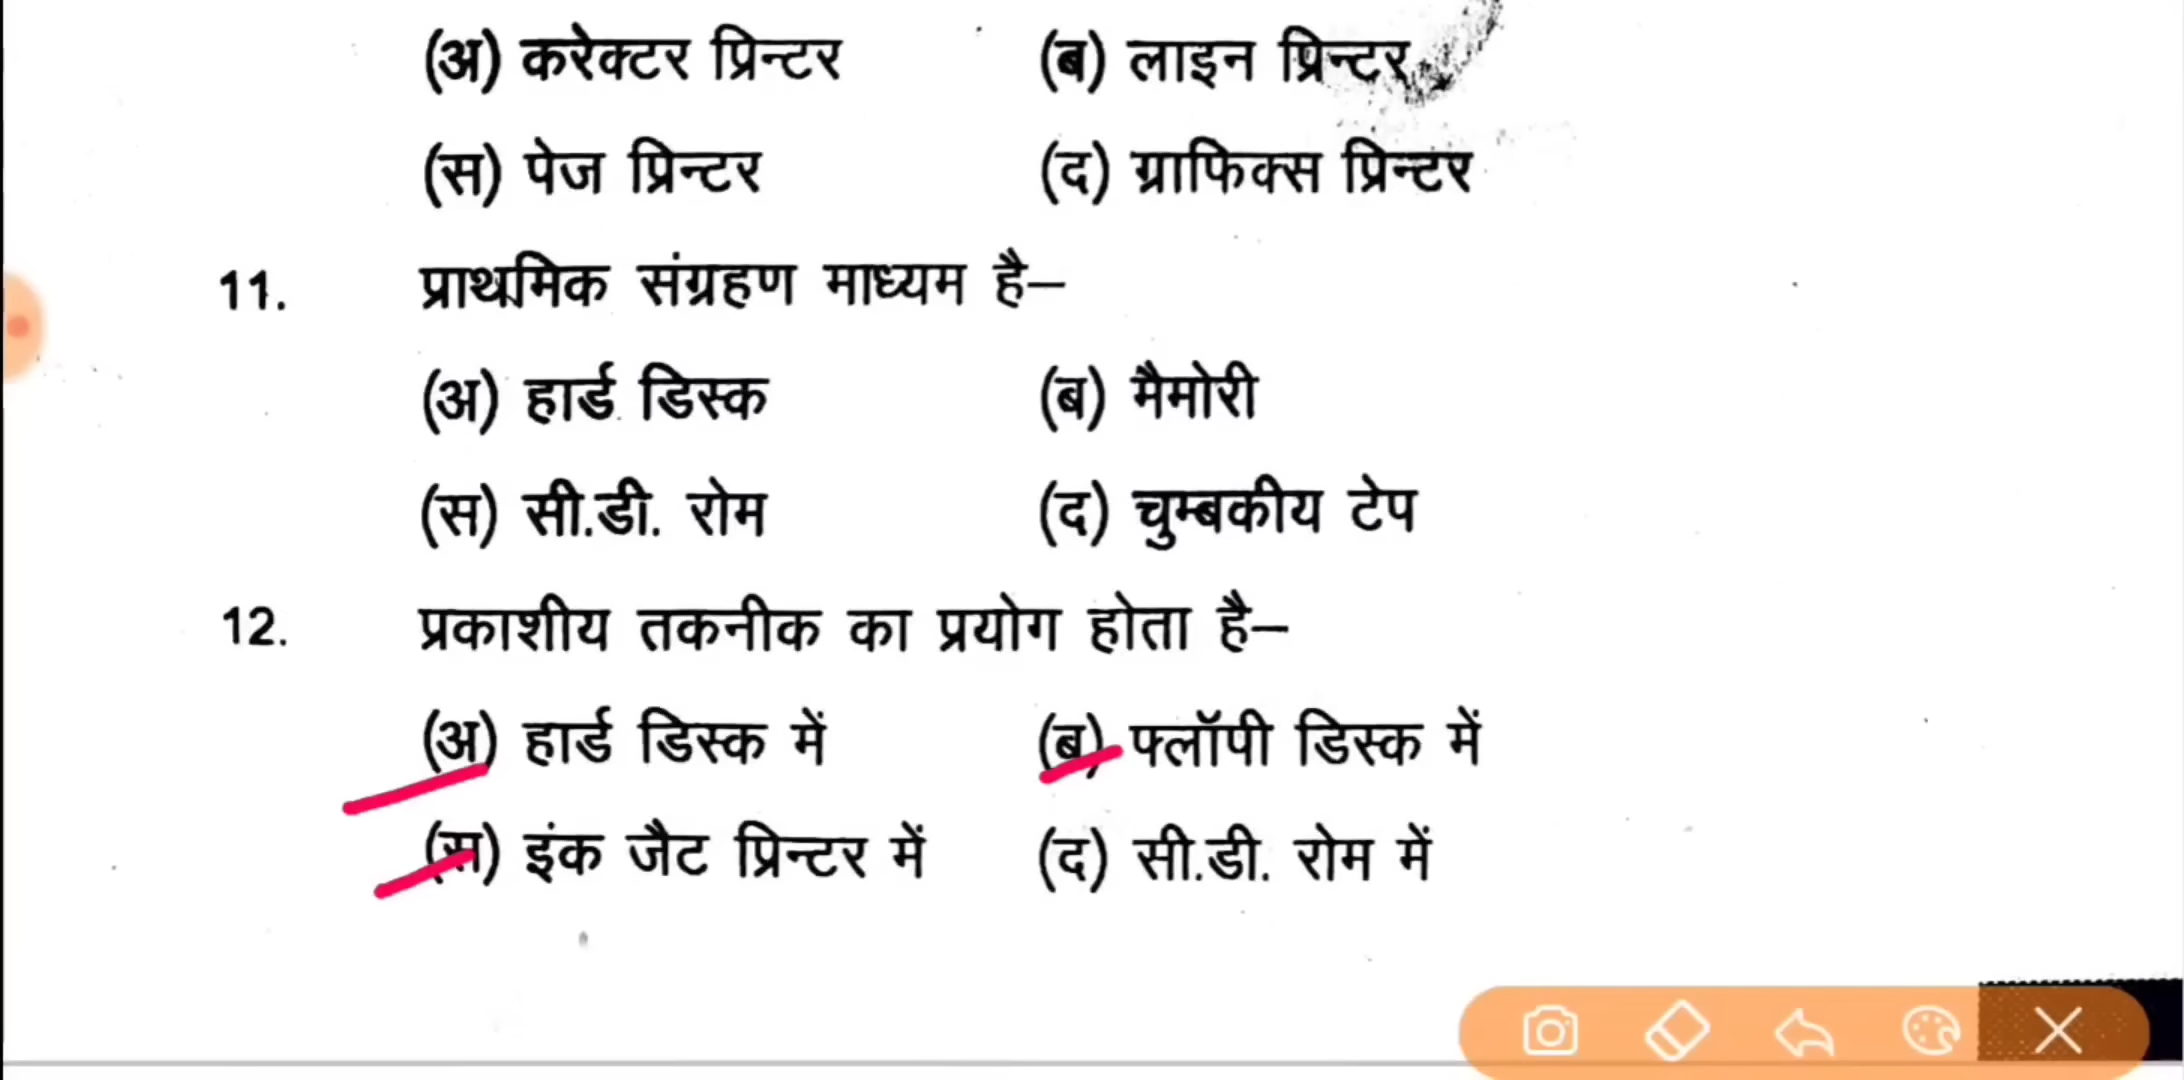 (अ) करेक्टर प्रिन्टर (ब) लाइन प्रिन्टर
(स) पेज प्रिन्टर (द) ग्राफिक्स प्रिन्टर
11. प्राथमिक संग्रहण माध्यम है–
(अ) हार्ड डिस्क (ब) मैमोरी
(स) सी.डी. रोम (द) चुम्बकीय टेप
12. प्रकाशीय तकनीक का प्रयोग होता है–
(अ) हार्ड डिस्क में (ब) फ्लॉपी डिस्क में
(स) इंक जैट प्रिन्टर में (द) सी.डी. रोम में